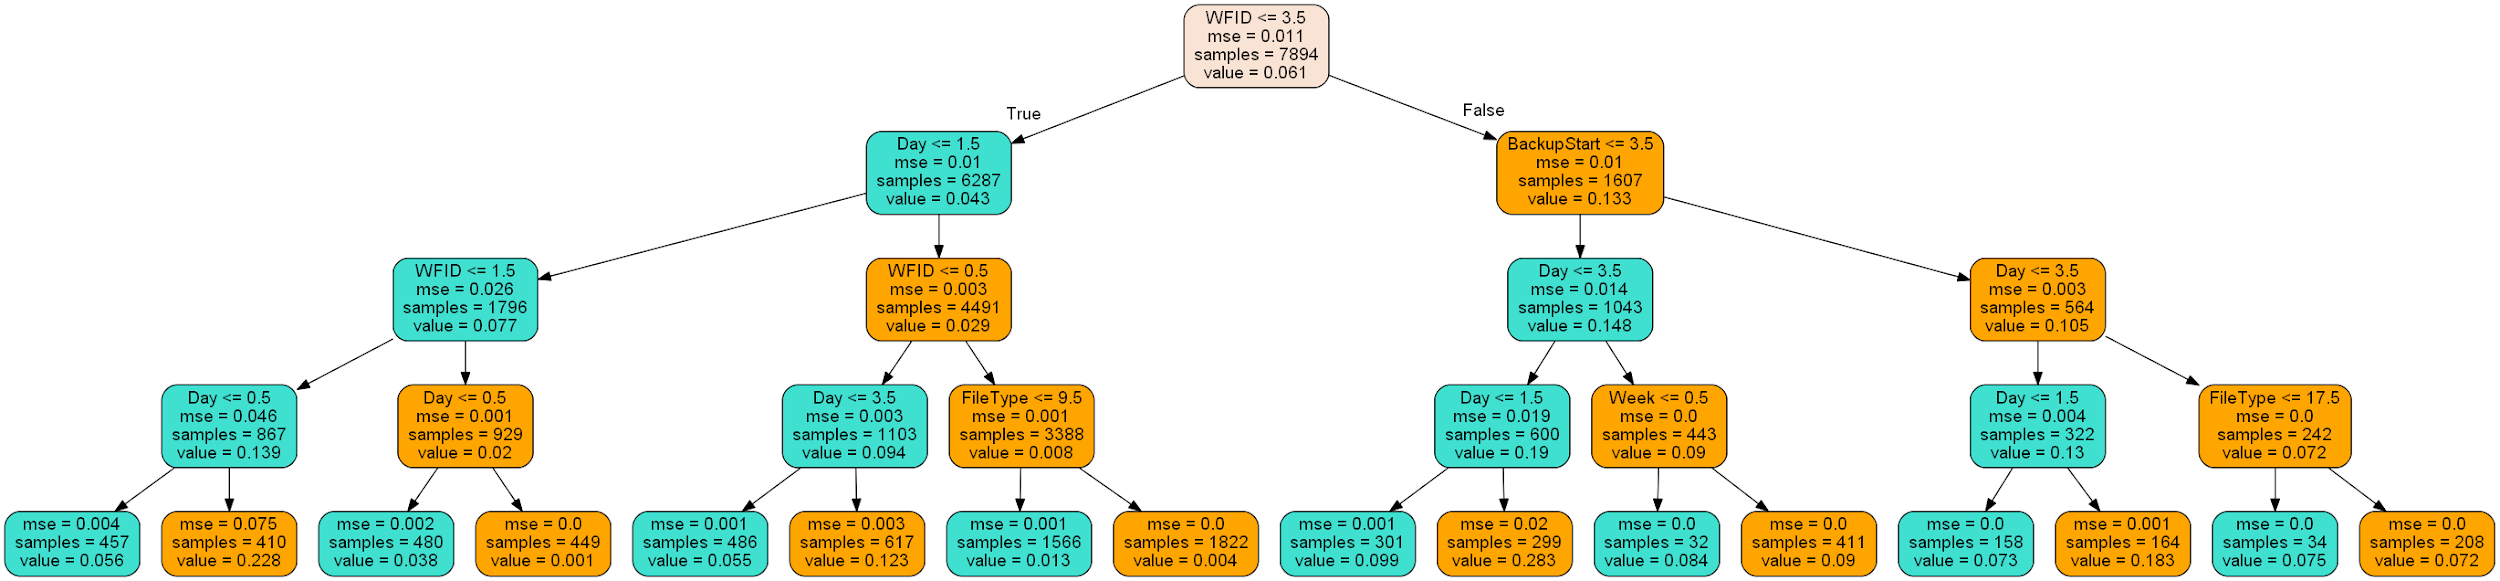 WFID <= 3.5
mse = 0.011
samples = 7894
value = 0.061
True
False
Day <= 1.5
mse = 0.01
samples = 6287
value = 0.043
BackupStart <= 3.5
mse = 0.01
samples = 1607
value = 0.133
WFID <= 1.5
mse = 0.026
samples = 1796
value = 0.077
WFID <= 0.5
mse = 0.003
samples = 4491
value = 0.029
Day <= 3.5
mse = 0.014
samples = 1043
value = 0.148
Day <= 3.5
mse = 0.003
samples = 564
value = 0.105
Day <= 0.5
mse = 0.046
samples = 867
value = 0.139
Day <= 0.5
mse = 0.001
samples = 929
value = 0.02
Day <= 3.5
mse = 0.003
samples = 1103
value = 0.094
FileType <= 9.5
mse = 0.001
samples = 3388
value = 0.008
Day <= 1.5
mse = 0.019
samples = 600
value = 0.19
Week <= 0.5
mse = 0.0
samples = 443
value = 0.09
Day <= 1.5
mse = 0.004
samples = 322
value = 0.13
FileType <= 17.5
mse = 0.0
samples = 242
value = 0.072
mse = 0.004
samples = 457
value = 0.056
mse = 0.075
samples = 410
value = 0.228
mse = 0.002
samples = 480
value = 0.038
mse = 0.0
samples = 449
value = 0.001
mse = 0.001
samples = 486
value = 0.055
mse = 0.003
samples = 617
value = 0.123
mse = 0.001
samples = 1566
value = 0.013
mse = 0.0
samples = 1822
value = 0.004
mse = 0.001
samples = 301
value = 0.099
mse = 0.02
samples = 299
value = 0.283
mse = 0.0
samples = 32
value = 0.084
mse = 0.0
samples = 411
value = 0.09
mse = 0.0
samples = 158
value = 0.073
mse = 0.001
samples = 164
value = 0.183
mse = 0.0
samples = 34
value = 0.075
mse = 0.0
samples = 208
value = 0.072